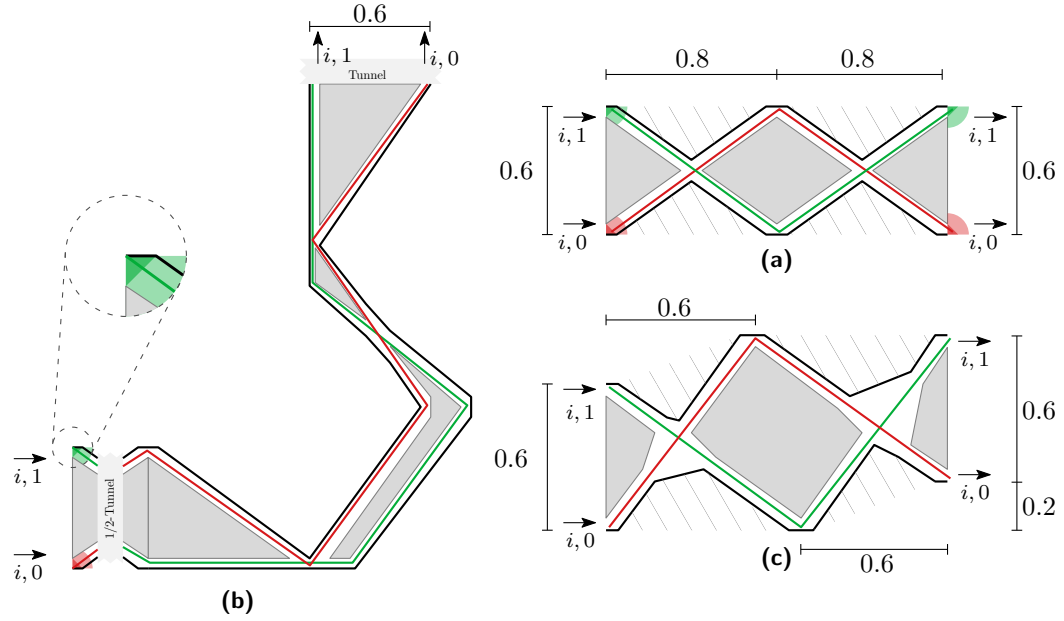 0.6
i, 1
i, 0
Tunnel
i, 1
i, 0
1/2-Tunnel
(b)
0.8
0.8
i, 1
i, 1
0.6
0.6
i, 0
i, 0
(a)
0.6
i, 1
i, 1
0.6
0.6
i, 0
i, 0
0.2
0.6
(c)